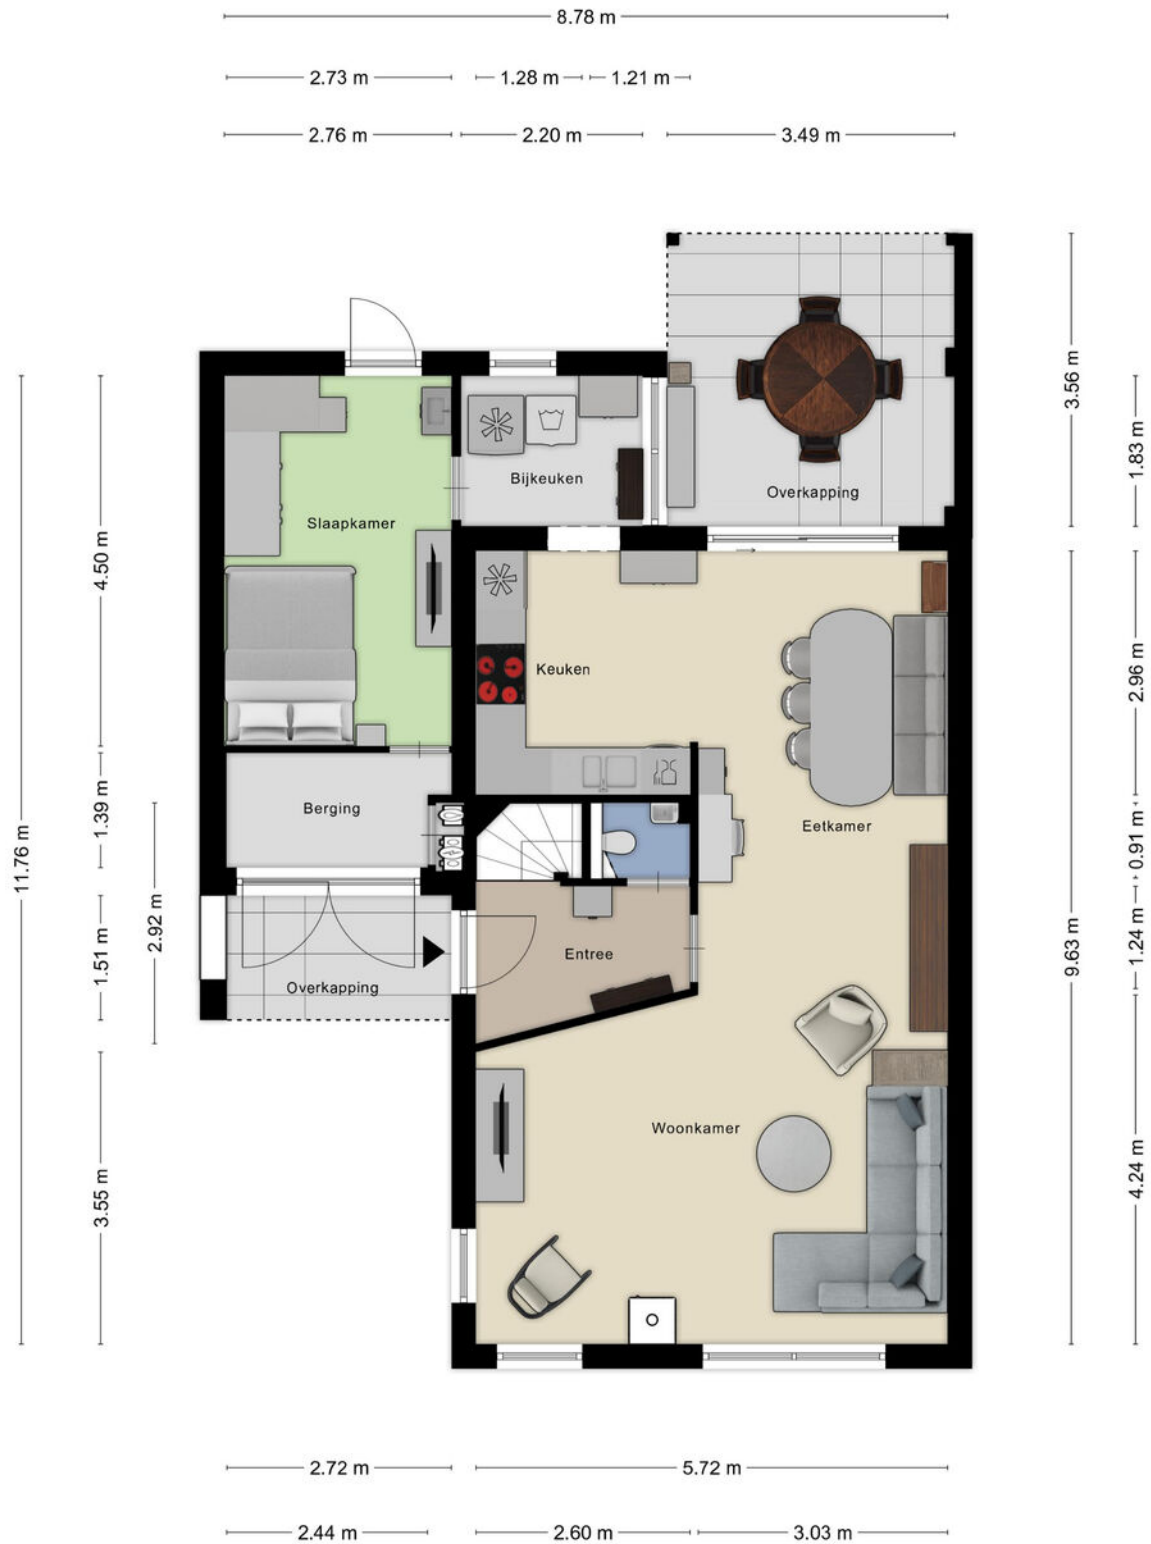 8.78 m
2.73 m
1.28 m
1.21 m
2.76 m
2.20 m
3.49 m
3.56 m
1.83 m
Bijkeuken
Overkapping
Slaapkamer
4.50 m
Keuken
2.96 m
Berging
1.39 m
Eetkamer
0.91 m
11.76 m
2.92 m
1.51 m
Entree
Overkapping
9.63 m
1.24 m
Woonkamer
3.55 m
4.24 m
2.72 m
5.72 m
2.44 m
2.60 m
3.03 m